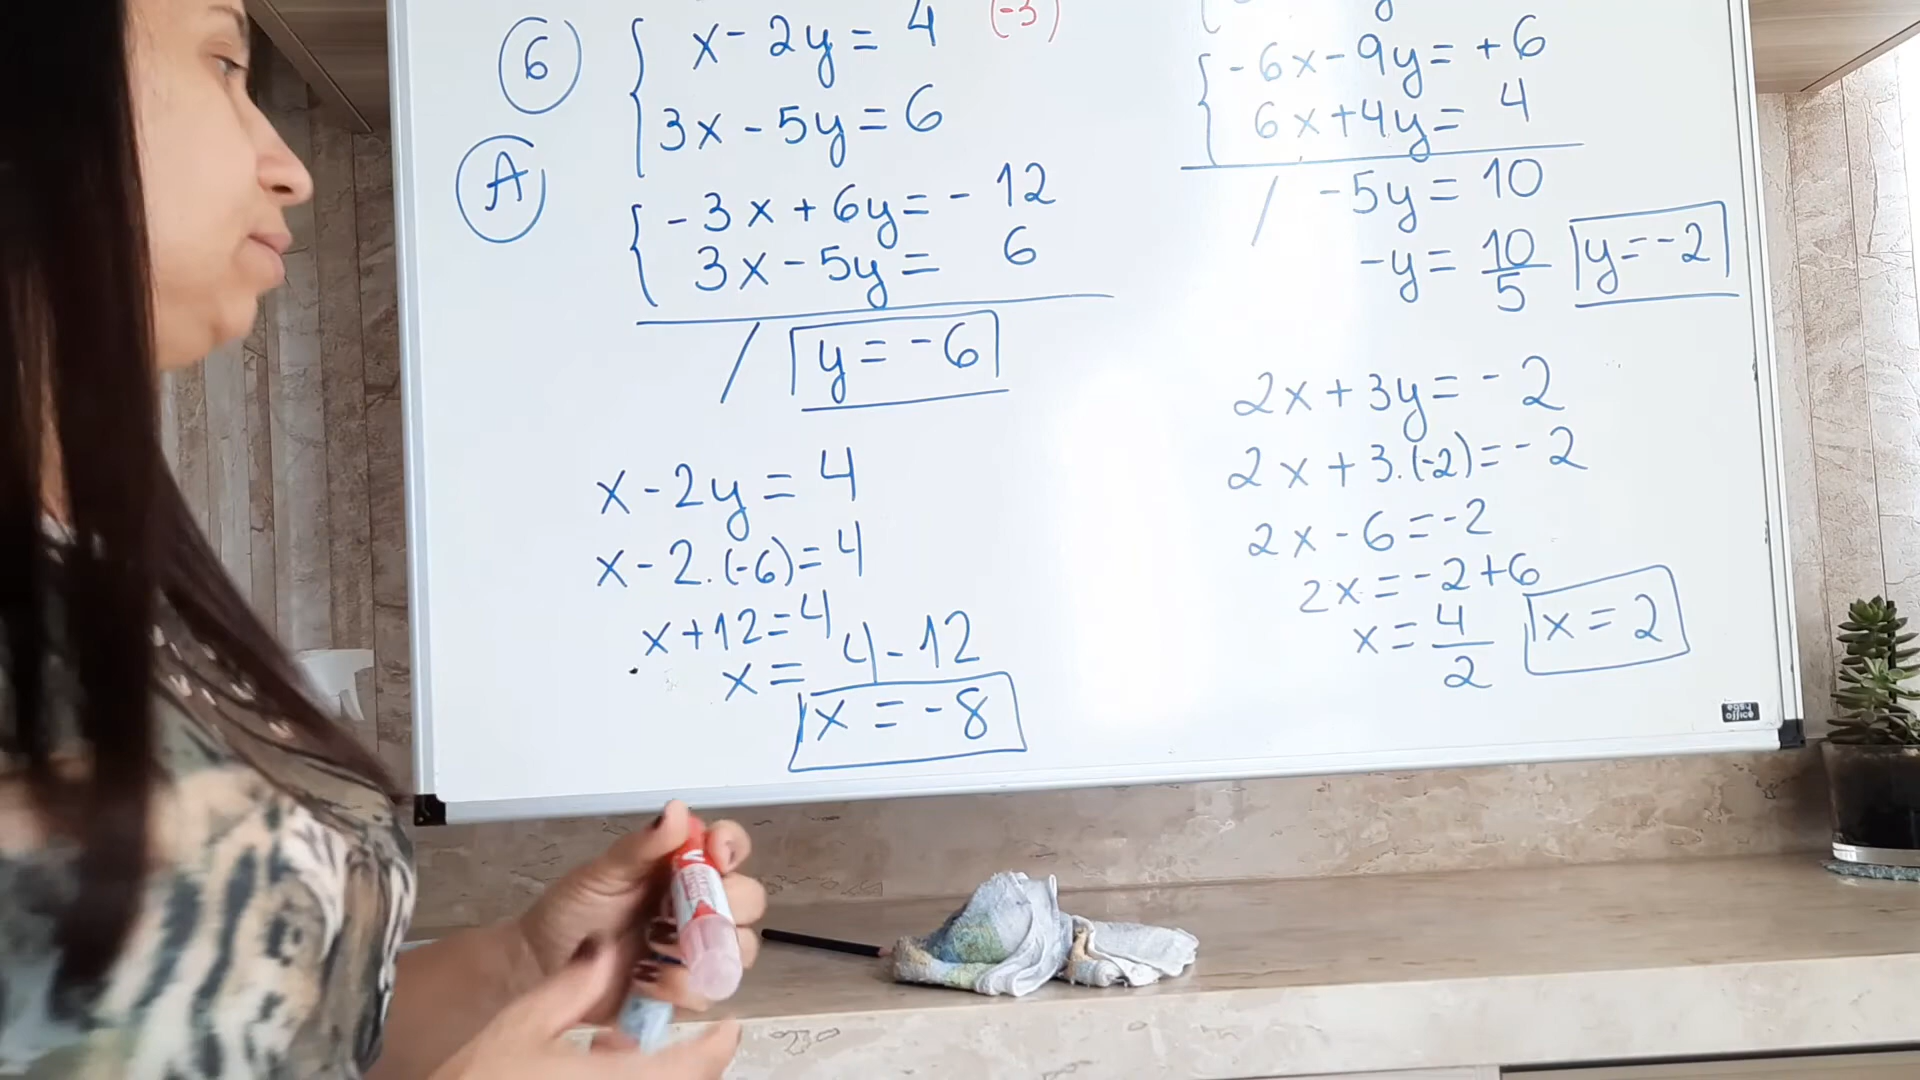 6
x - 2y = 4 (-3)
3x - 5y = 6
A
-3x + 6y = -12
3x - 5y = 6
/ y = -6
x - 2y = 4
x - 2.(-6) = 4
x + 12 = 4
x = 4 - 12
x = -8
-6x - 9y = +6
6x + 4y = 4
/ -5y = 10
-y = 10/5 y = -2
2x + 3y = -2
2x + 3.(-2) = -2
2x - 6 = -2
2x = -2 + 6
x = 4/2 x = 2
easy
office